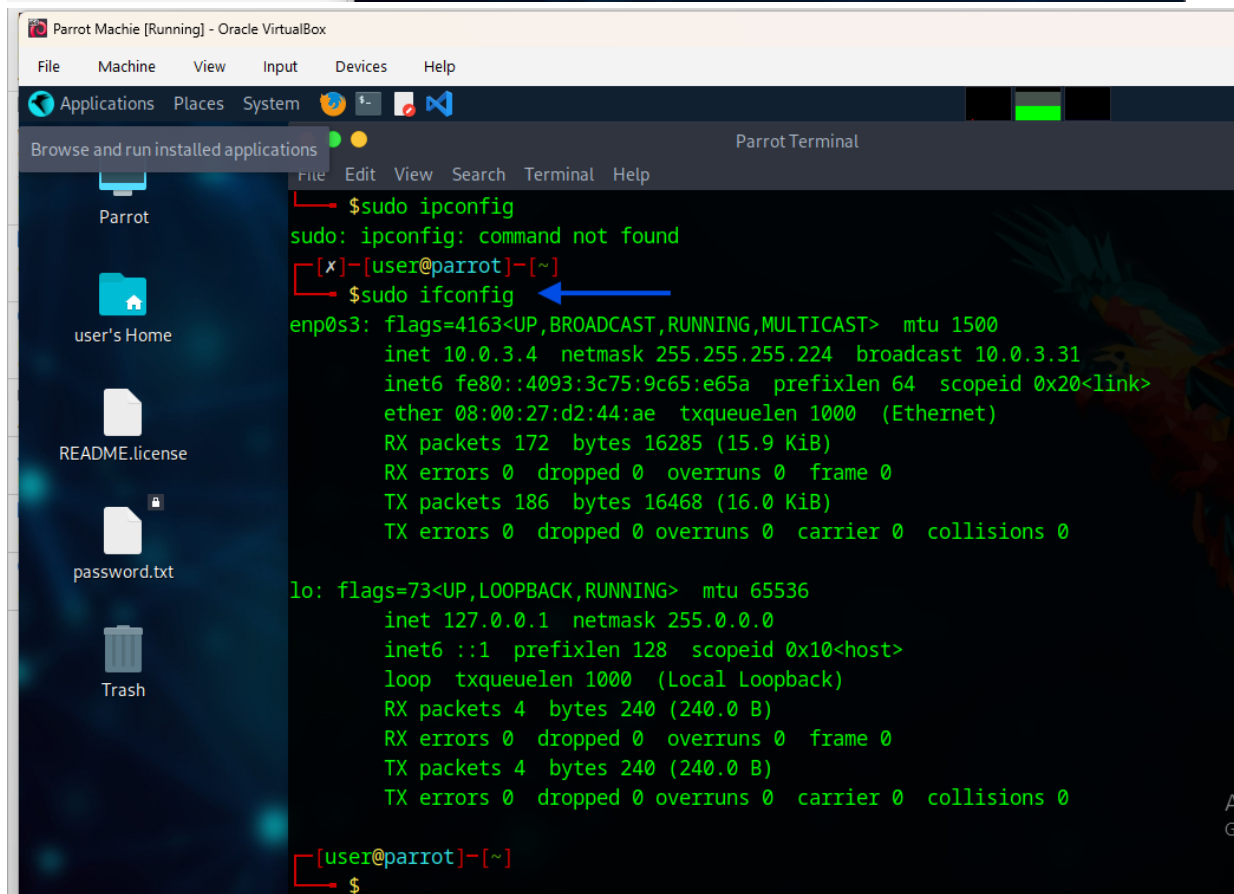 Parrot Machie [Running] - Oracle VirtualBox
File Machine View Input Devices Help
Applications Places System
Browse and run installed applications
Parrot Terminal
File Edit View Search Terminal Help
Parrot
user's Home
README.license
password.txt
Trash
$sudo ipconfig
sudo: ipconfig: command not found
[x]-[user@parrot]-[~]
$sudo ifconfig
enp0s3: flags=4163<UP,BROADCAST,RUNNING,MULTICAST> mtu 1500
inet 10.0.3.4 netmask 255.255.255.224 broadcast 10.0.3.31
inet6 fe80::4093:3c75:9c65:e65a prefixlen 64 scopeid 0x20<link>
ether 08:00:27:d2:44:ae txqueuelen 1000 (Ethernet)
RX packets 172 bytes 16285 (15.9 KiB)
RX errors 0 dropped 0 overruns 0 frame 0
TX packets 186 bytes 16468 (16.0 KiB)
TX errors 0 dropped 0 overruns 0 carrier 0 collisions 0
lo: flags=73<UP,LOOPBACK,RUNNING> mtu 65536
inet 127.0.0.1 netmask 255.0.0.0
inet6 ::1 prefixlen 128 scopeid 0x10<host>
loop txqueuelen 1000 (Local Loopback)
RX packets 4 bytes 240 (240.0 B)
RX errors 0 dropped 0 overruns 0 frame 0
TX packets 4 bytes 240 (240.0 B)
TX errors 0 dropped 0 overruns 0 carrier 0 collisions 0
[user@parrot]-[~]
$